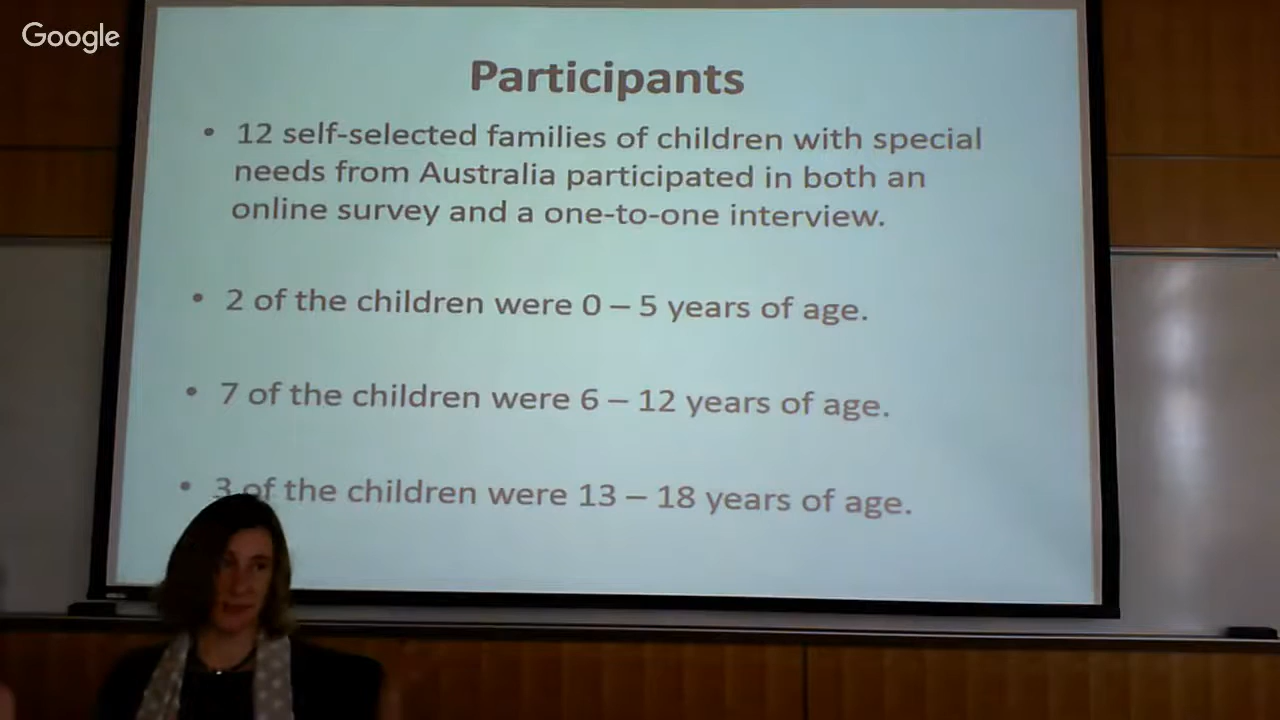 Google
Participants
• 12 self-selected families of children with special
needs from Australia participated in both an
online survey and a one-to-one interview.
• 2 of the children were 0 – 5 years of age.
• 7 of the children were 6 – 12 years of age.
• 3 of the children were 13 – 18 years of age.